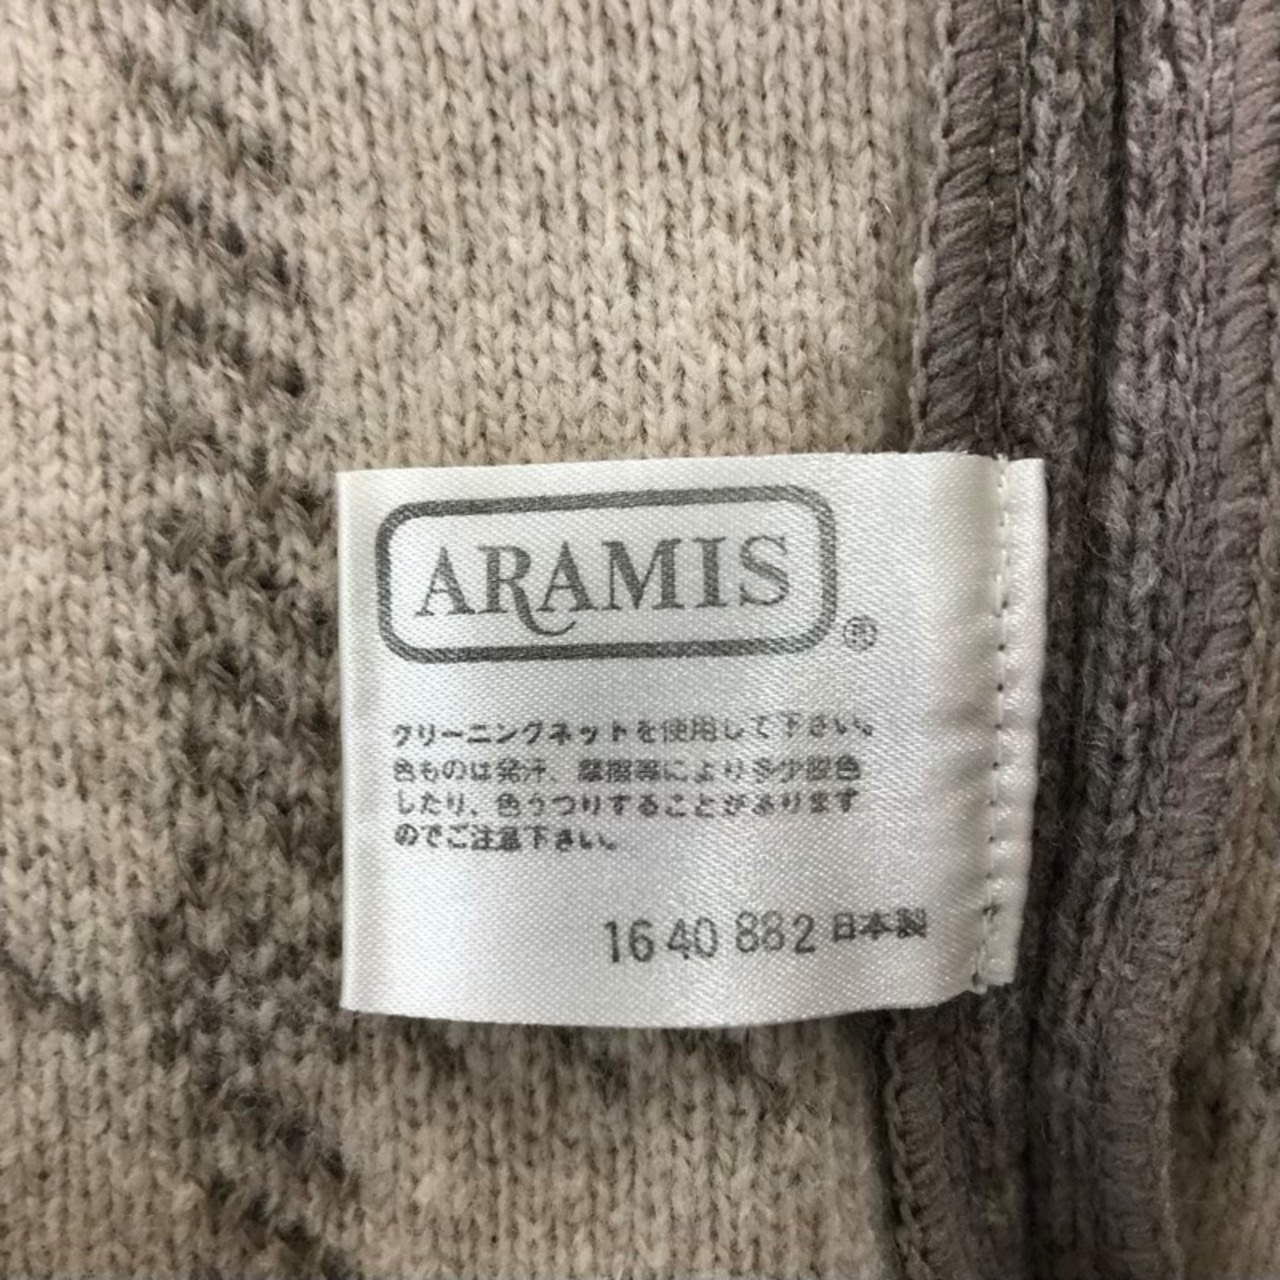 ARAMIS
®
クリーニングネットを使用して下さい。
色ものは発汗、摩擦等により多少脱色
したり、色うつりすることがあります
のでご注意下さい。
16 40 882 日本製